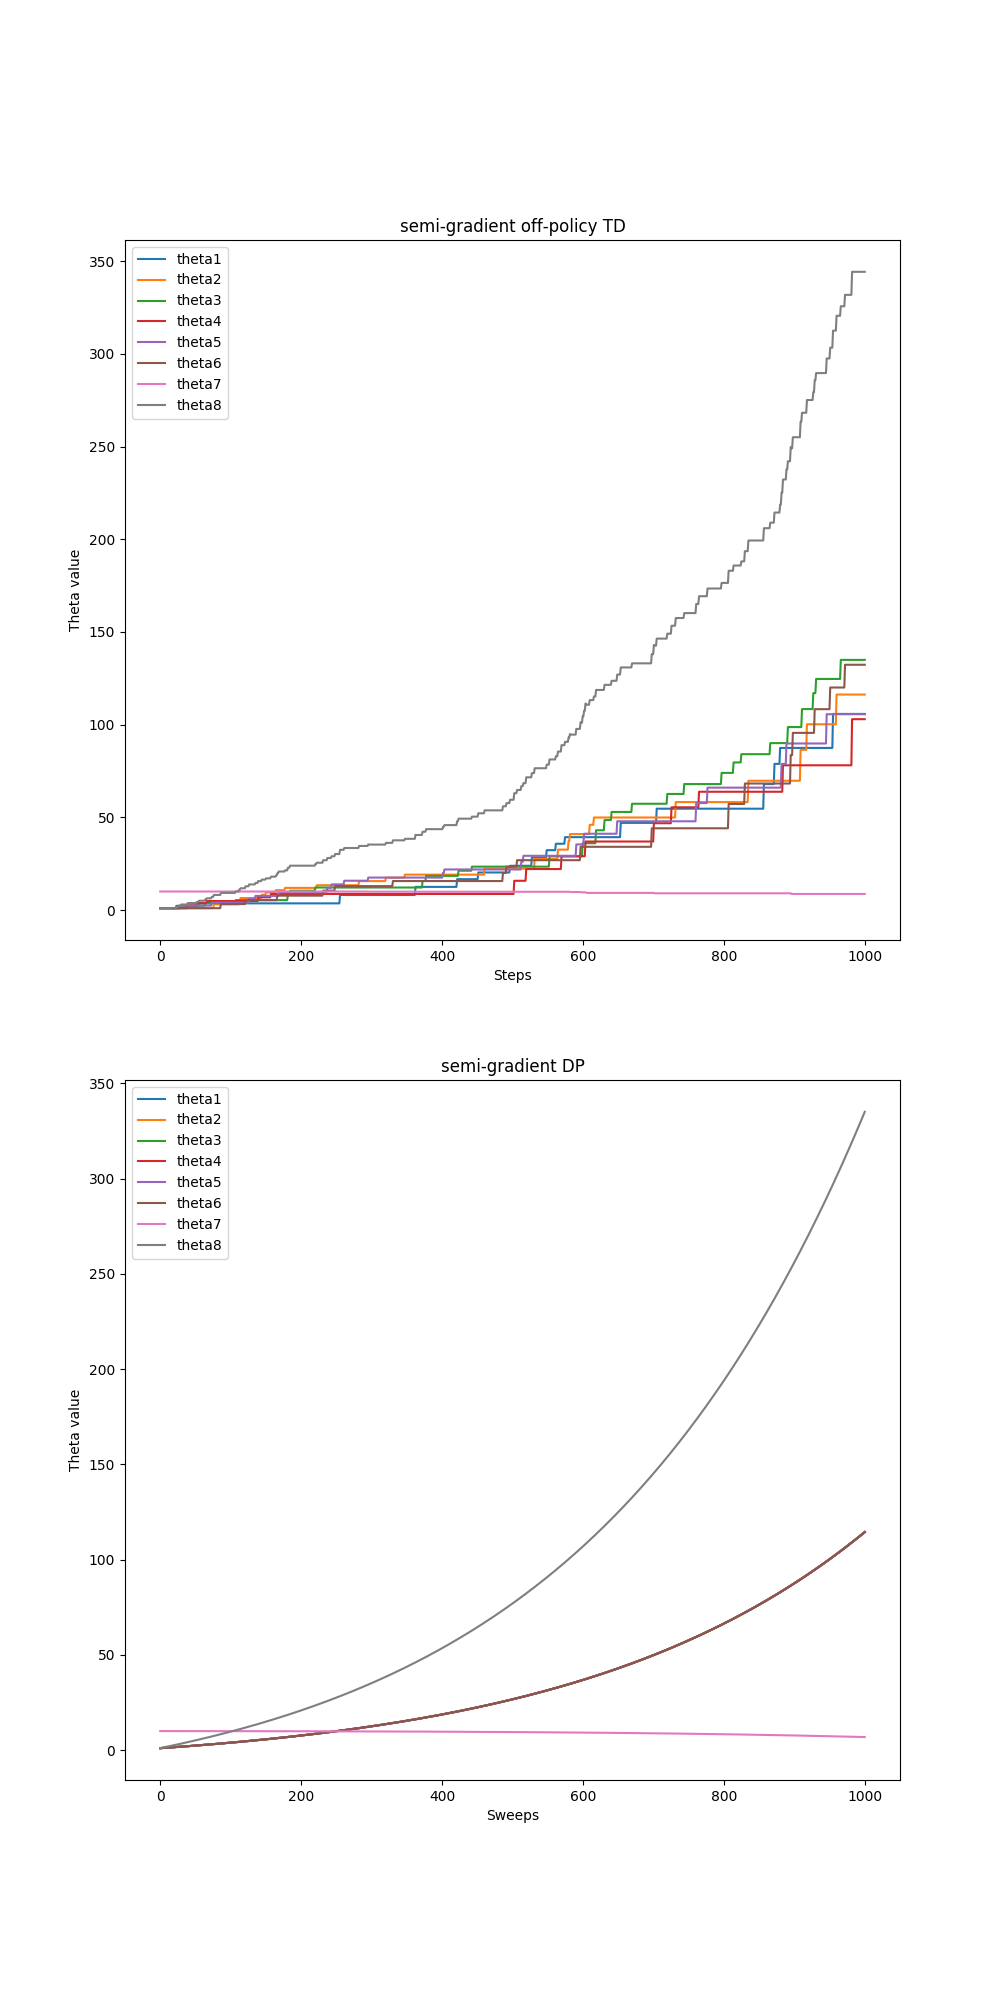 semi-gradient off-policy TD
350
300
250
200
150
100
50
0
Theta value
theta1
theta2
theta3
theta4
theta5
theta6
theta7
theta8
0 200 400 600 800 1000
Steps
semi-gradient DP
350
300
250
200
150
100
50
0
Theta value
theta1
theta2
theta3
theta4
theta5
theta6
theta7
theta8
0 200 400 600 800 1000
Sweeps